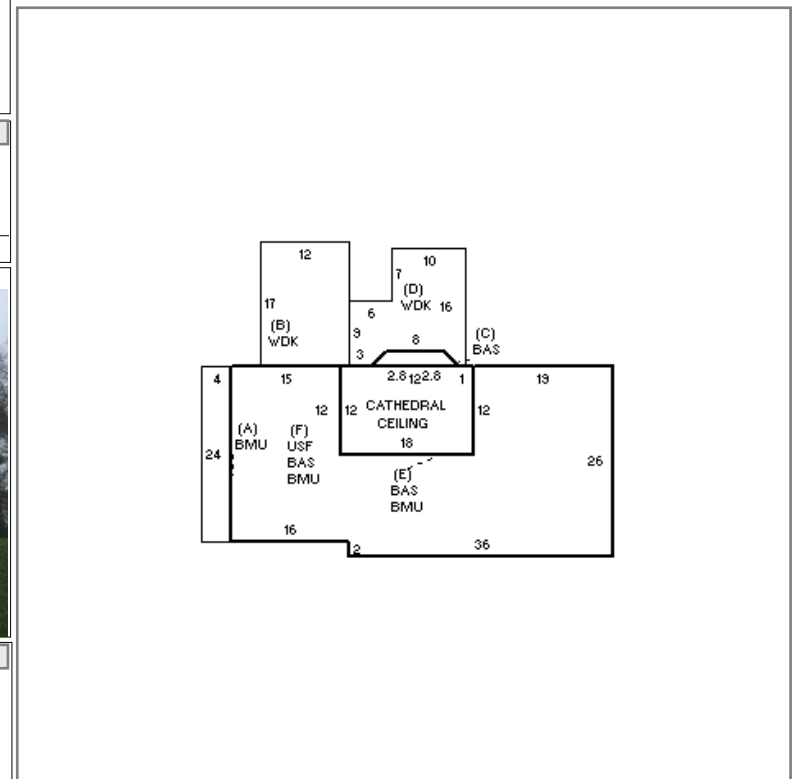 12
10
7
(D)
WDK 16
17
6
(B)
WDK
9
8
(C)
BAS
3
4
15
2.8 12 2.8
1
19
12
12
CATHEDRAL
CEILING
12
(A)
BMU
(F)
USF
BAS
BMU
18
24
26
(E)
BAS
BMU
16
2
36